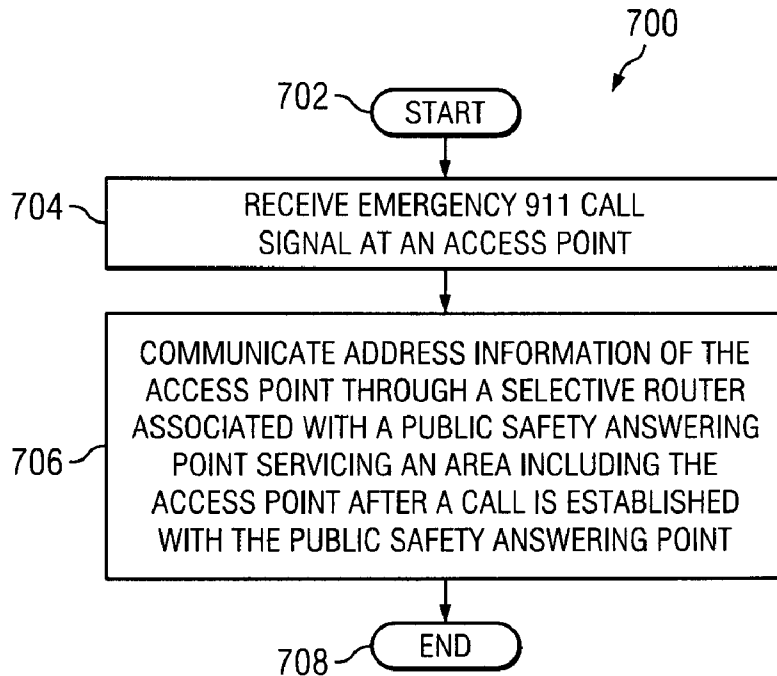 700
702
START
704
RECEIVE EMERGENCY 911 CALL
SIGNAL AT AN ACCESS POINT
706
COMMUNICATE ADDRESS INFORMATION OF THE
ACCESS POINT THROUGH A SELECTIVE ROUTER
ASSOCIATED WITH A PUBLIC SAFETY ANSWERING
POINT SERVICING AN AREA INCLUDING THE
ACCESS POINT AFTER A CALL IS ESTABLISHED
WITH THE PUBLIC SAFETY ANSWERING POINT
708
END